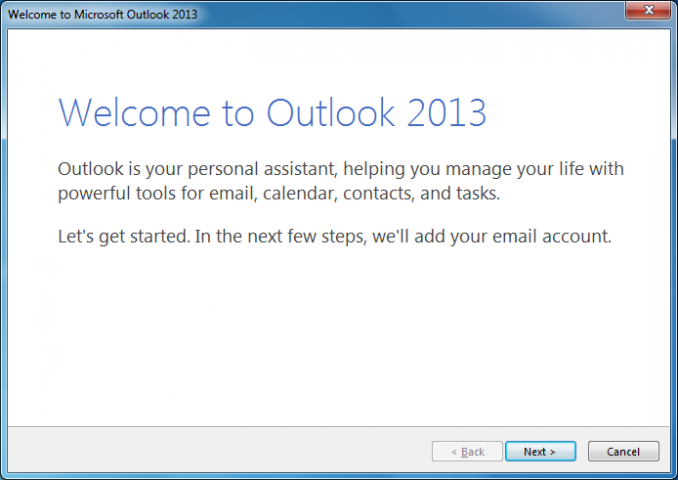 Welcome to Microsoft Outlook 2013
Welcome to Outlook 2013
Outlook is your personal assistant, helping you manage your life with
powerful tools for email, calendar, contacts, and tasks.
Let's get started. In the next few steps, we'll add your email account.
< Back Next > Cancel